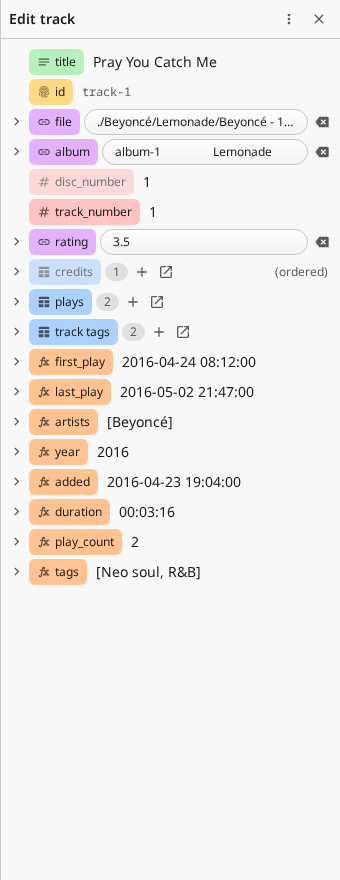 Edit track
title Pray You Catch Me
id track-1
file ./Beyoncé/Lemonade/Beyoncé - 1...
album album-1 Lemonade
disc_number 1
track_number 1
rating 3.5
credits 1 (ordered)
plays 2
track tags 2
first_play 2016-04-24 08:12:00
last_play 2016-05-02 21:47:00
artists [Beyoncé]
year 2016
added 2016-04-23 19:04:00
duration 00:03:16
play_count 2
tags [Neo soul, R&B]